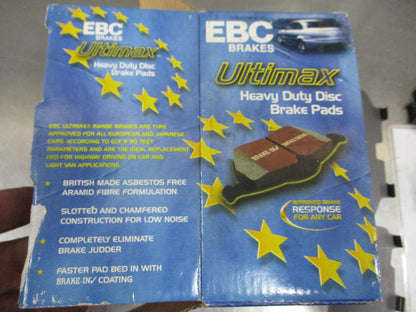 EBC
BRAKES
Ultimax
Heavy Duty Disc
Brake Pads
EBC ULTIMAX RANGE BRAKES ARE TYPE
APPROVED FOR ALL EUROPEAN AND JAPANESE
CARS ACCORDING TO ECE R 90 TEST
PARAMETERS AND ARE THE IDEAL REPLACEMENT
PAD FOR HIGHWAY DRIVING ON CAR AND
LIGHT VAN APPLICATIONS.
BRITISH MADE ASBESTOS FREE
ARAMID FIBRE FORMULATION
SLOTTED AND CHAMFERED
CONSTRUCTION FOR LOW NOISE
COMPLETELY ELIMINATE
BRAKE JUDDER
FASTER PAD BED IN WITH
BRAKE-IN COATING
EBC
BRAKES
Ultimax
Heavy Duty Disc
Brake Pads
IMPROVED BRAKE
RESPONSE
FOR ANY CAR